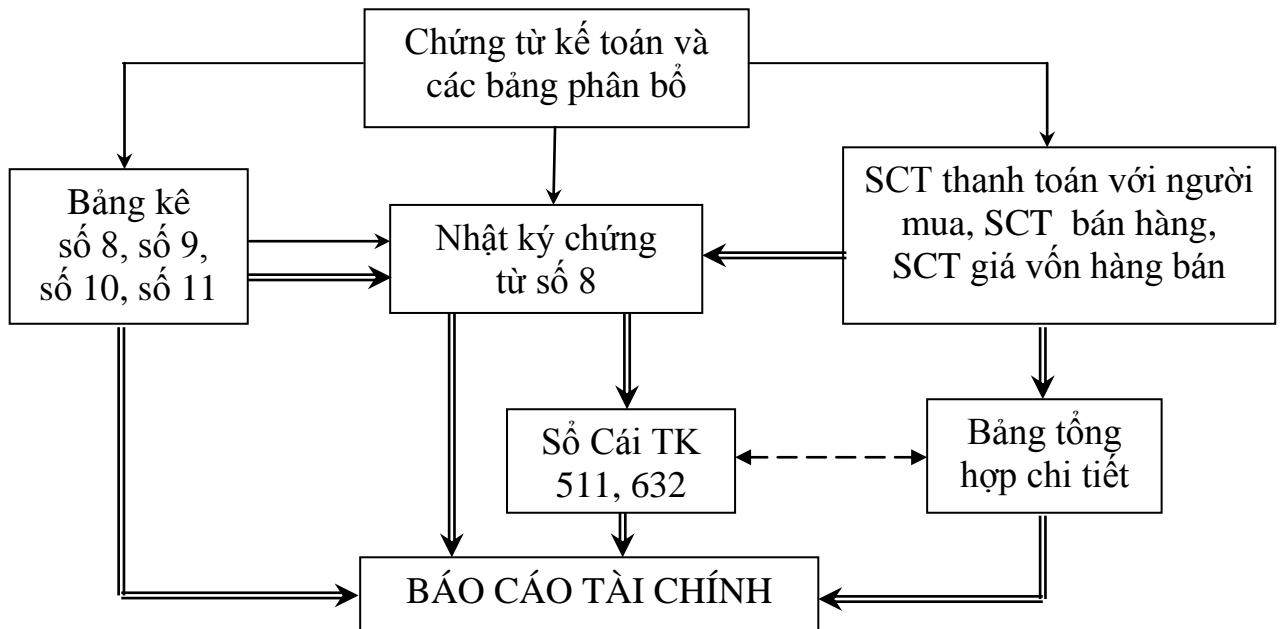 Chứng từ kế toán và
các bảng phân bổ
Bảng kê
số 8, số 9,
số 10, số 11
Nhật ký chứng
từ số 8
SCT thanh toán với người
mua, SCT bán hàng,
SCT giá vốn hàng bán
Sổ Cái TK
511, 632
Bảng tổng
hợp chi tiết
BÁO CÁO TÀI CHÍNH